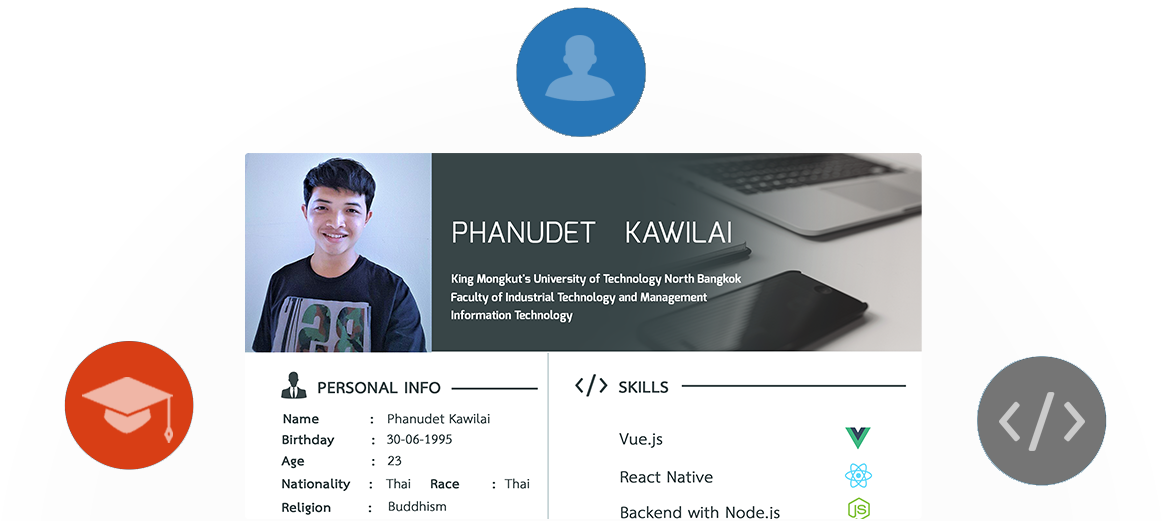 PHANUDET KAWILAI
King Mongkut's University of Technology North Bangkok
Faculty of Industrial Technology and Management
Information Technology
PERSONAL INFO
Name : Phanudet Kawilai
Birthday : 30-06-1995
Age : 23
Nationality : Thai Race : Thai
Religion : Buddhism
</> SKILLS
Vue.js
React Native
Backend with Node.js
</>